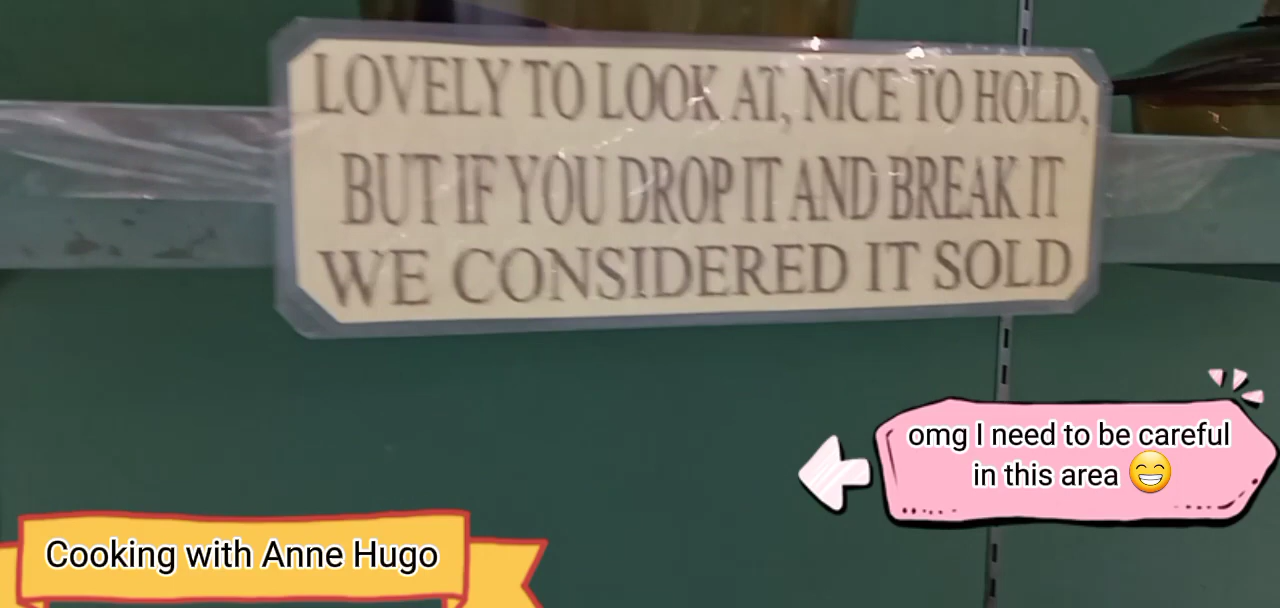 LOVELY TO LOOK AT, NICE TO HOLD,
BUT IF YOU DROP IT AND BREAK IT
WE CONSIDERED IT SOLD
omg I need to be careful
in this area 😁
Cooking with Anne Hugo